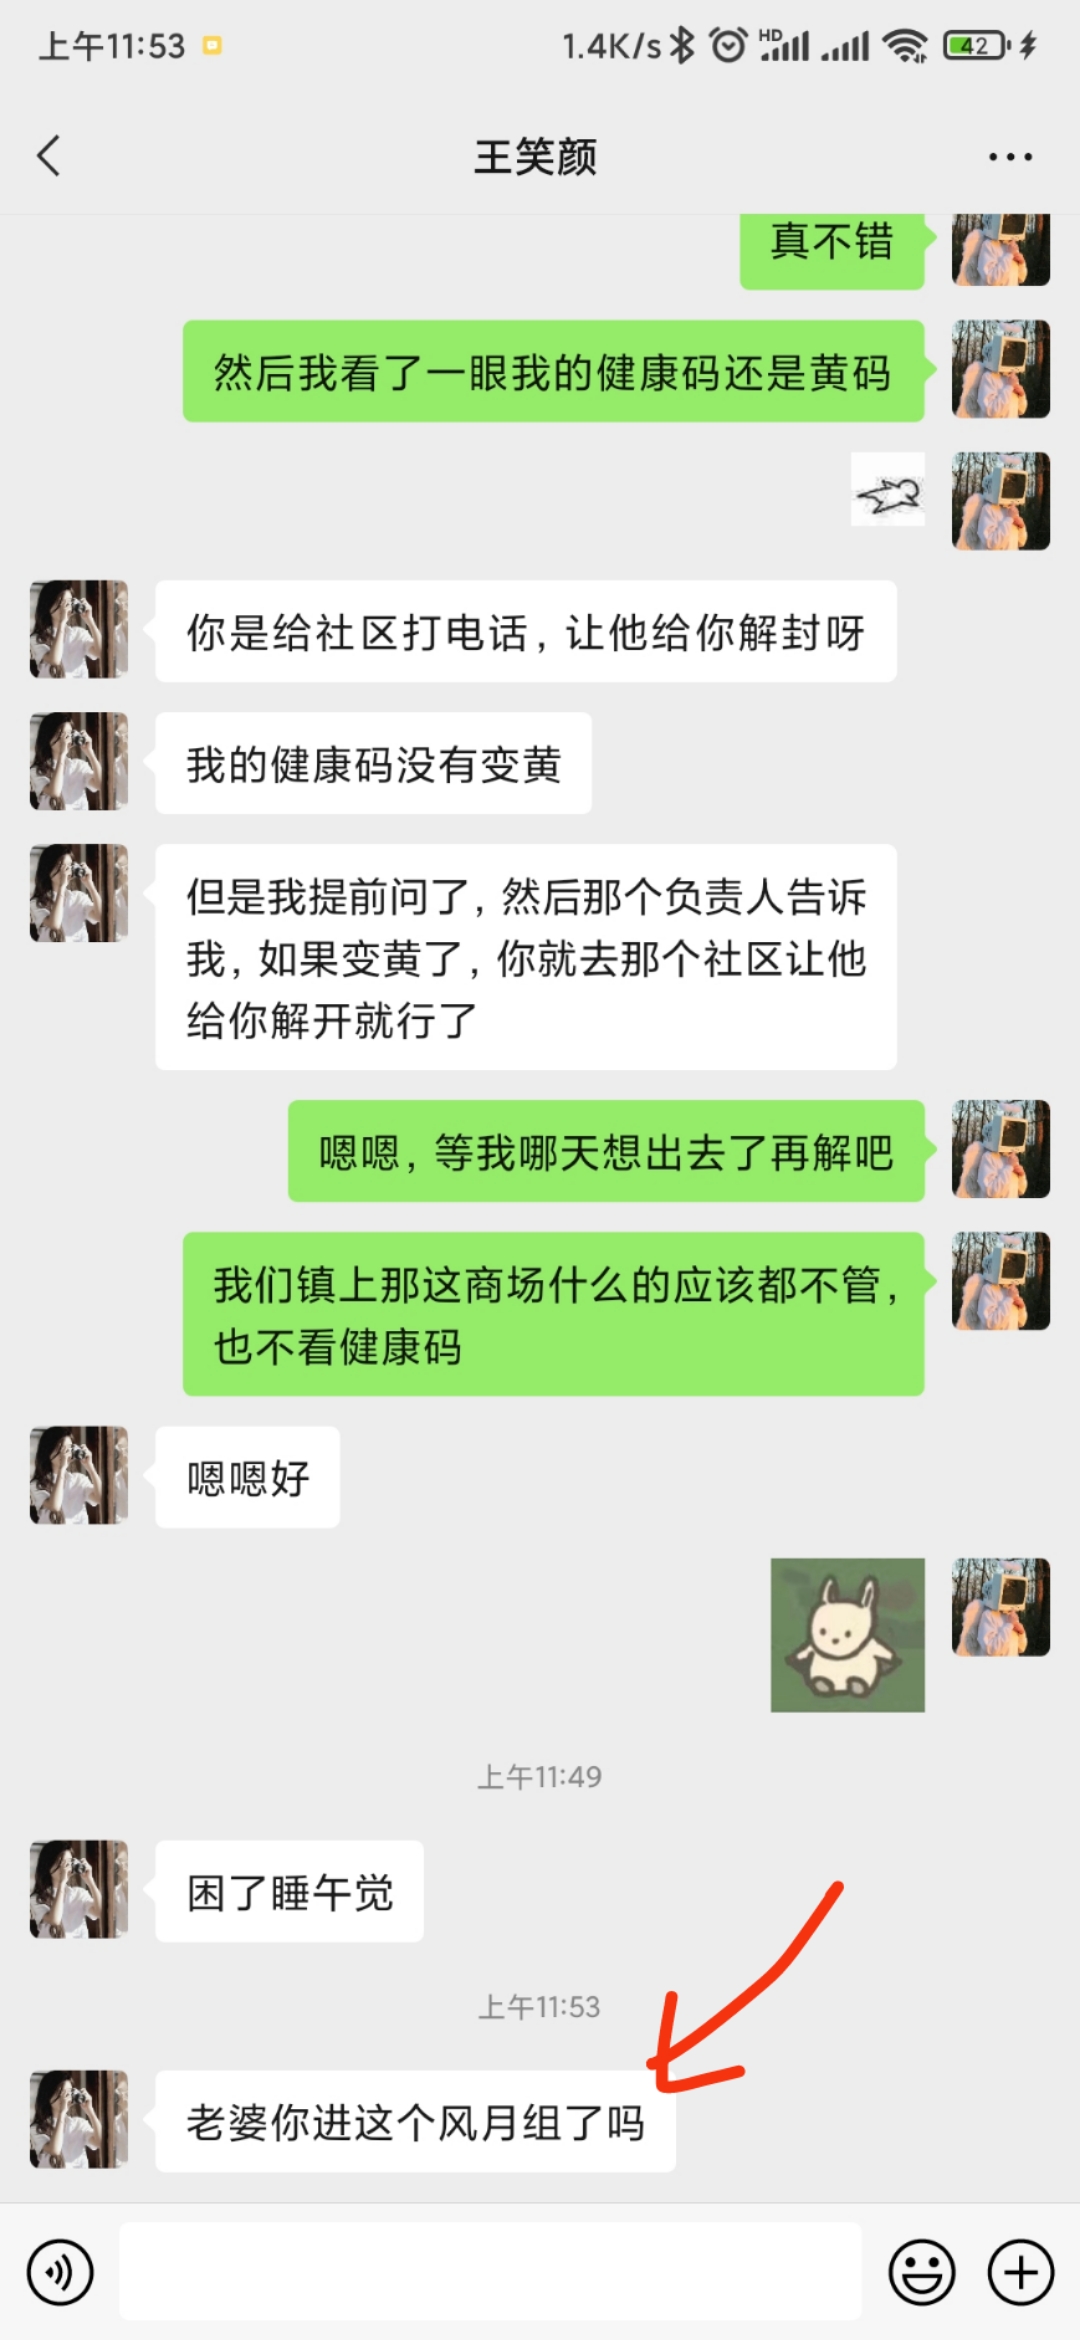 上午11:53
1.4K/s
HD
42
王笑颜
真不错
然后我看了一眼我的健康码还是黄码
你是给社区打电话，让他给你解封呀
我的健康码没有变黄
但是我提前问了，然后那个负责人告诉
我，如果变黄了，你就去那个社区让他
给你解开就行了
嗯嗯，等我哪天想出去了再解吧
我们镇上那这商场什么的应该都不管，
也不看健康码
嗯嗯好
上午11:49
困了睡午觉
上午11:53
老婆你进这个风月组了吗